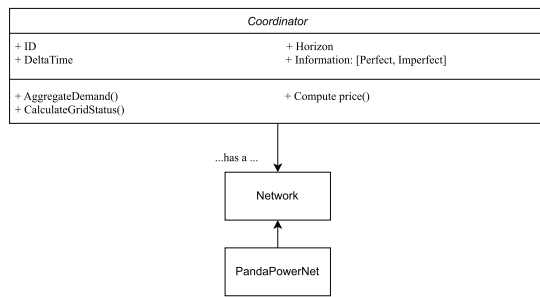 Coordinator
+ ID
+ DeltaTime
+ Horizon
+ Information: [Perfect, Imperfect]
+ AggregateDemand()
+ CalculateGridStatus()
+ Compute price()
...has a ...
Network
PandaPowerNet